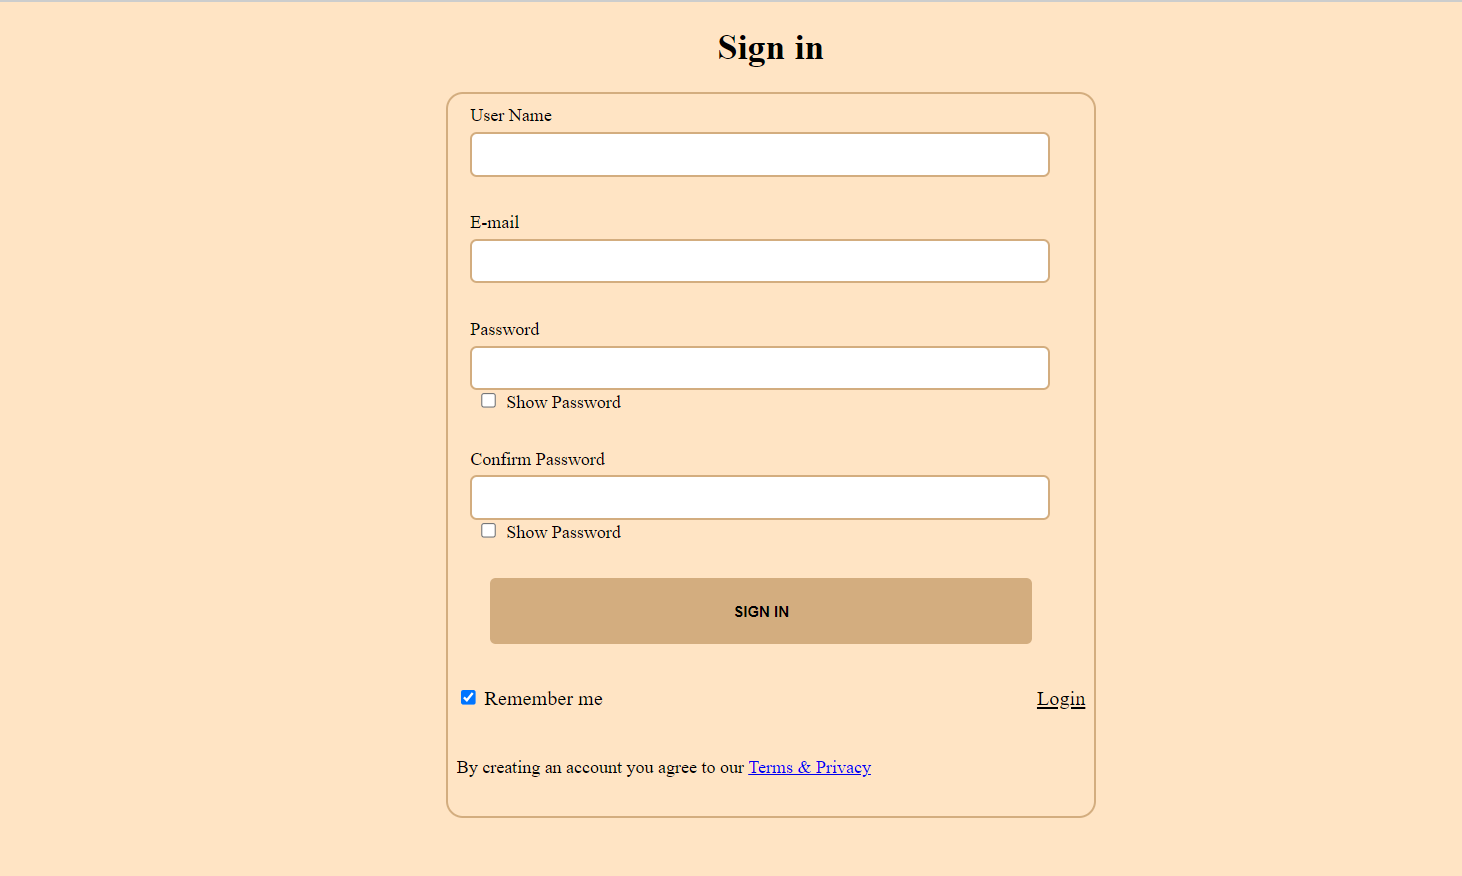 Sign in
User Name
E-mail
Password
Show Password
Confirm Password
Show Password
SIGN IN
Remember me Login
By creating an account you agree to our Terms & Privacy